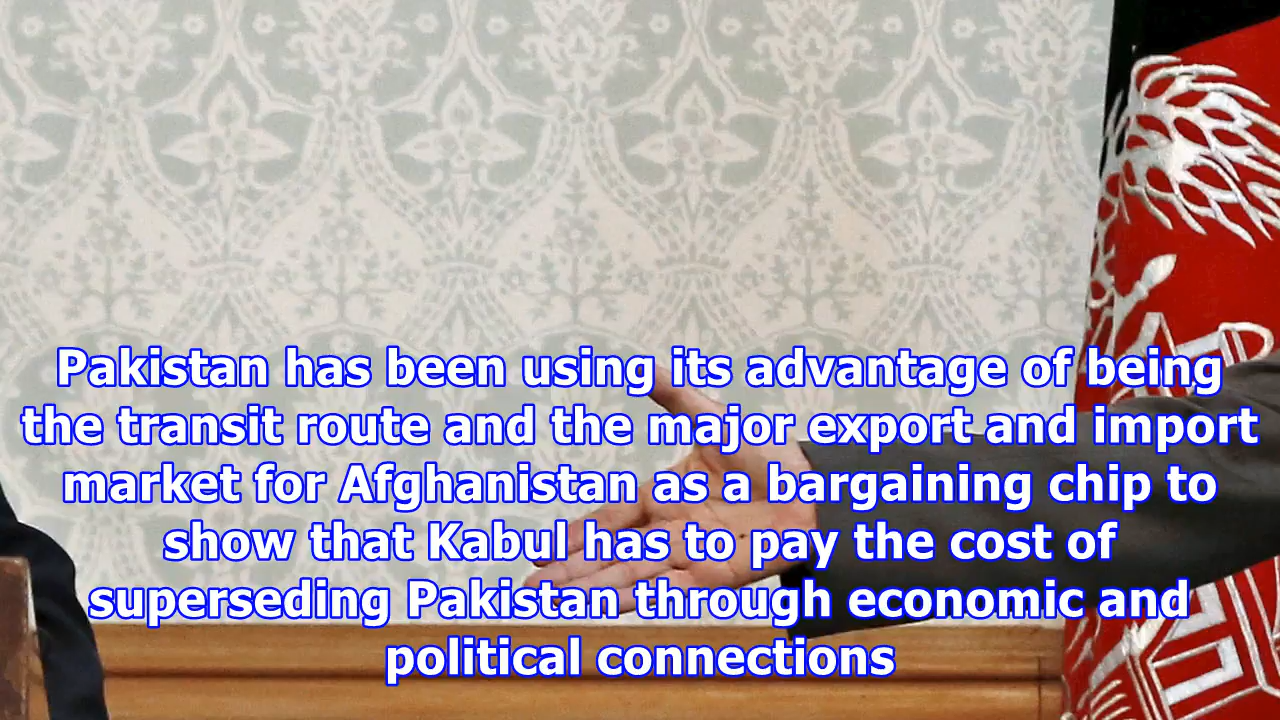 Pakistan has been using its advantage of being
the transit route and the major export and import
market for Afghanistan as a bargaining chip to
show that Kabul has to pay the cost of
superseding Pakistan through economic and
political connections